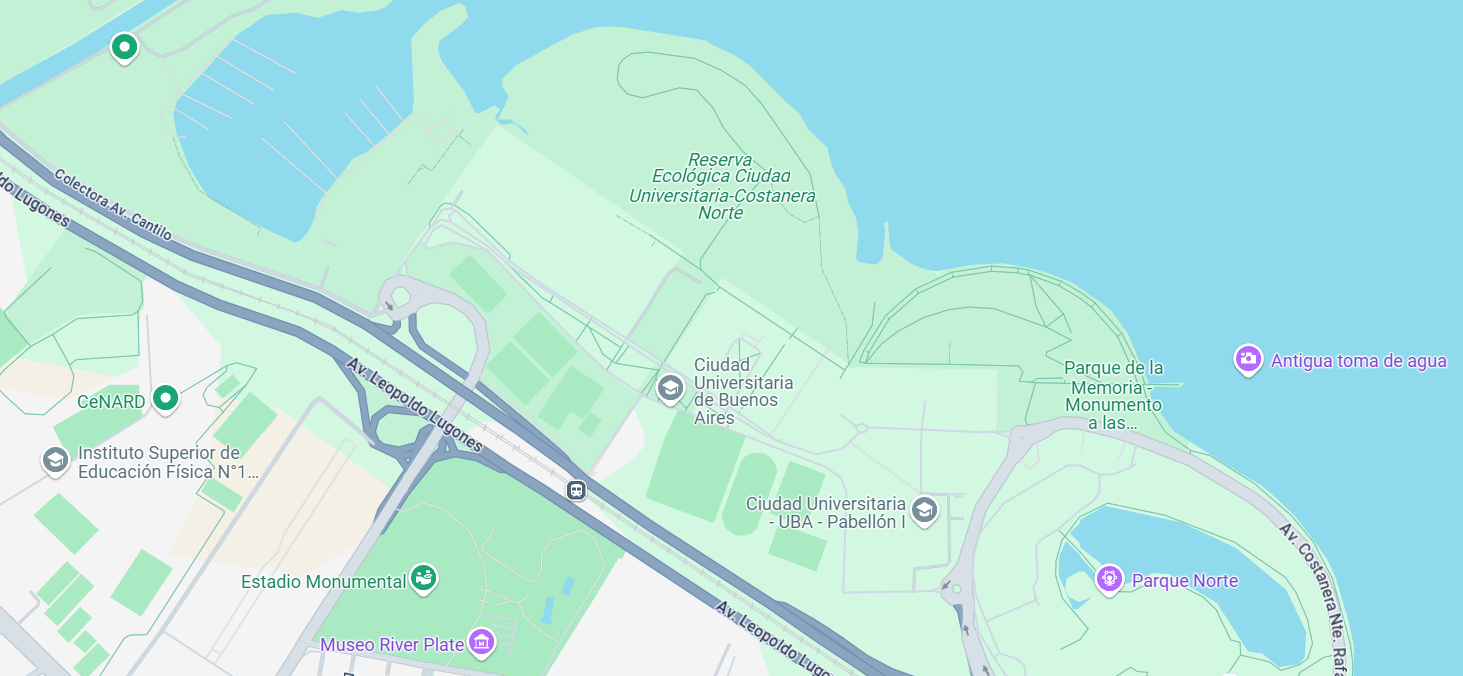 Reserva
Ecológica Ciudad
Universitaria-Costanera
Norte
Colectora Av. Cantilo
do Lugones
Av. Leopoldo Lugones
Ciudad
Universitaria
de Buenos
Aires
Parque de la
Memoria -
Monumento
a las...
Antigua toma de agua
CeNARD
Instituto Superior de
Educación Física N°1...
Ciudad Universitaria
- UBA - Pabellón I
Av. Costanera Nte. Rafa
Estadio Monumental
Parque Norte
Museo River Plate
Av. Leopoldo Lugo